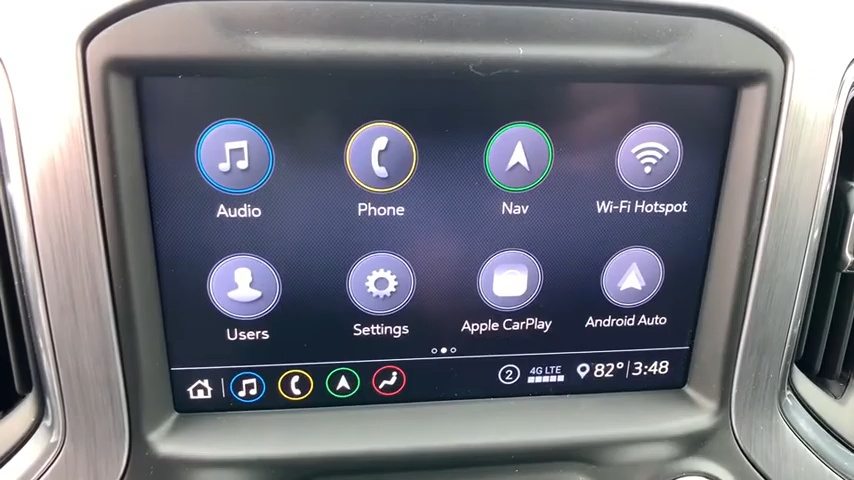 Audio Phone Nav Wi-Fi Hotspot
Users Settings Apple CarPlay Android Auto
2 4G LTE 82° 3:48